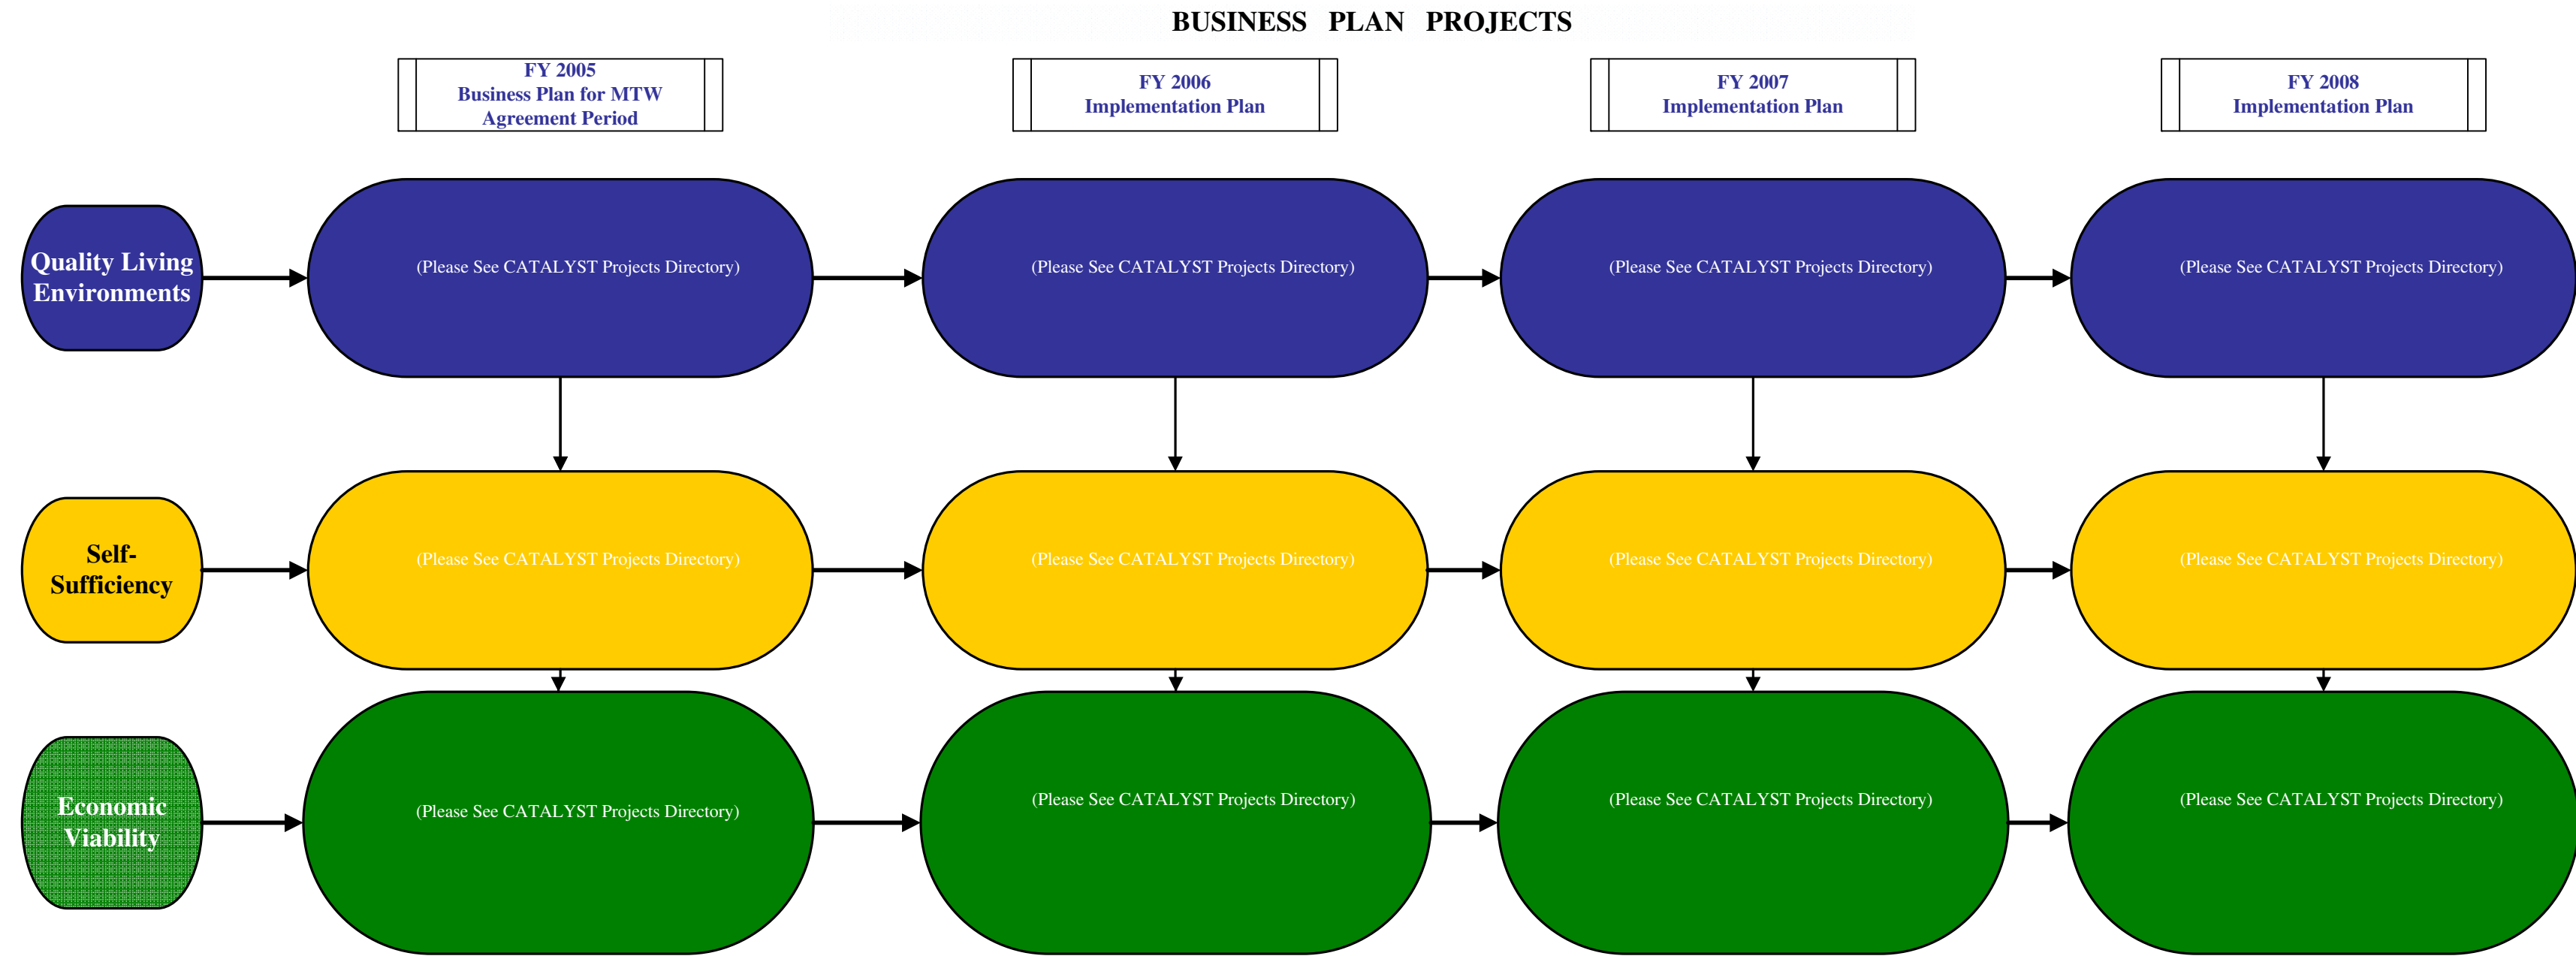 BUSINESS PLAN PROJECTS
FY 2005
Business Plan for MTW
Agreement Period
FY 2006
Implementation Plan
FY 2007
Implementation Plan
FY 2008
Implementation Plan
Quality Living
Environments
(Please See CATALYST Projects Directory)
(Please See CATALYST Projects Directory)
(Please See CATALYST Projects Directory)
(Please See CATALYST Projects Directory)
Self-
Sufficiency
(Please See CATALYST Projects Directory)
(Please See CATALYST Projects Directory)
(Please See CATALYST Projects Directory)
(Please See CATALYST Projects Directory)
Economic
Viability
(Please See CATALYST Projects Directory)
(Please See CATALYST Projects Directory)
(Please See CATALYST Projects Directory)
(Please See CATALYST Projects Directory)